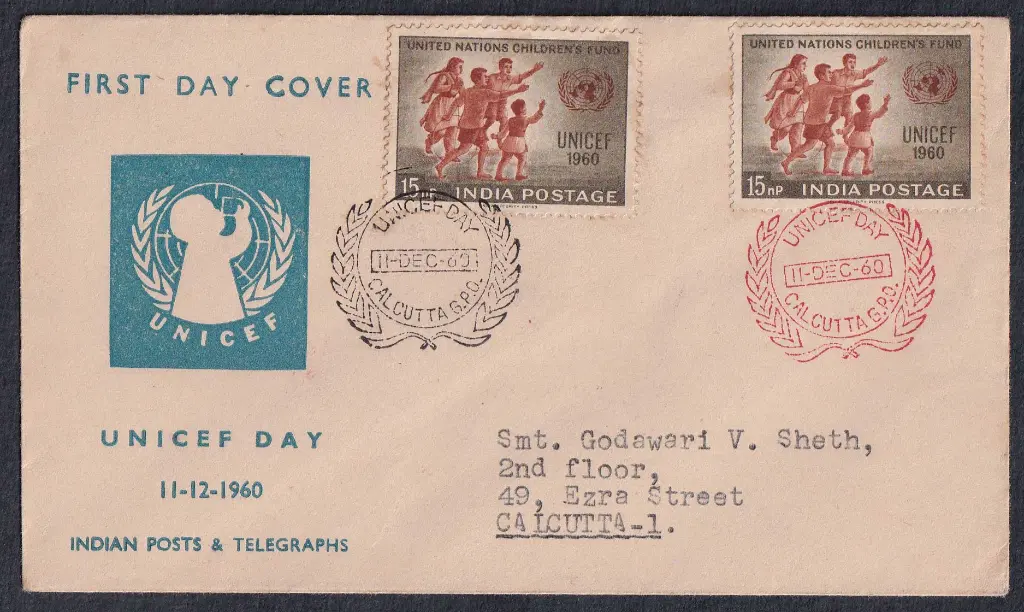 FIRST DAY COVER
UNICEF
UNICEF DAY
11-12-1960
INDIAN POSTS & TELEGRAPHS
UNITED NATIONS CHILDREN'S FUND
UNICEF
1960
15 nP
INDIA POSTAGE
UNITED NATIONS CHILDREN'S FUND
UNICEF
1960
15 nP
INDIA POSTAGE
UNICEF DAY
11-DEC-60
CALCUTTA G.P.O.
UNICEF DAY
11-DEC-60
CALCUTTA G.P.O.
Smt. Godawari V. Sheth,
2nd floor,
49, Ezra Street
CALCUTTA-1.